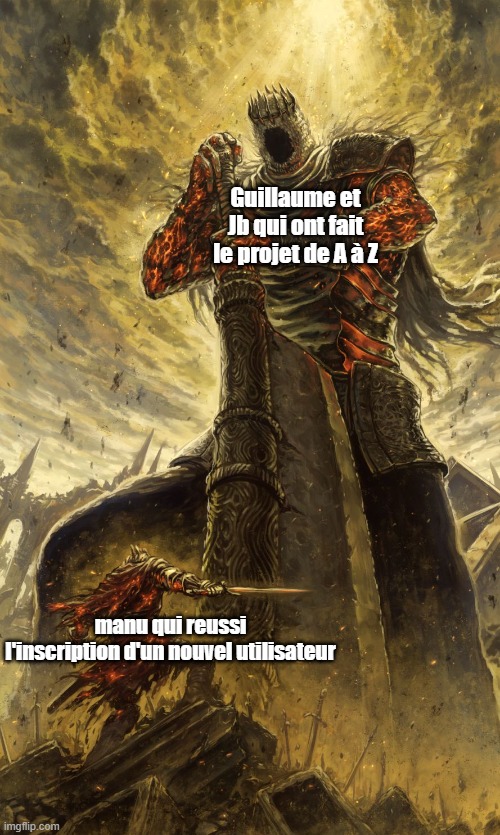 Guillaume et
Jb qui ont fait
le projet de A à Z
manu qui reussi
l'inscription d'un nouvel utilisateur
imgflip.com